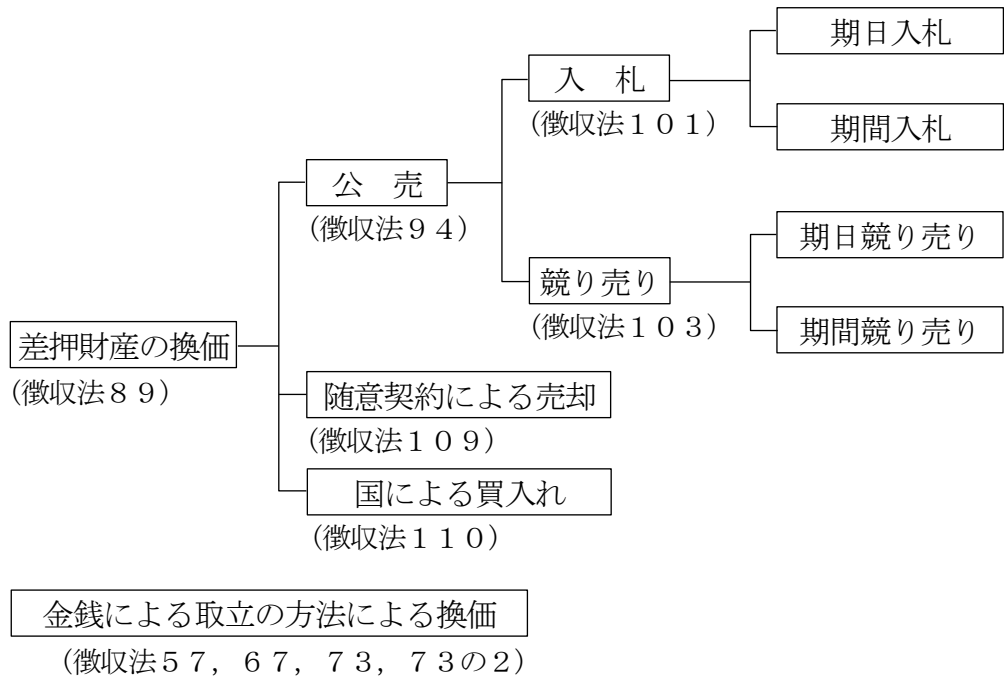 期日入札
入　札
(徴収法１０１)
期間入札
公　売
(徴収法９４)
期日競り売り
競り売り
(徴収法１０３)
期間競り売り
差押財産の換価
(徴収法８９)
随意契約による売却
(徴収法１０９)
国による買入れ
(徴収法１１０)
金銭による取立の方法による換価
(徴収法５７，６７，７３，７３の２)